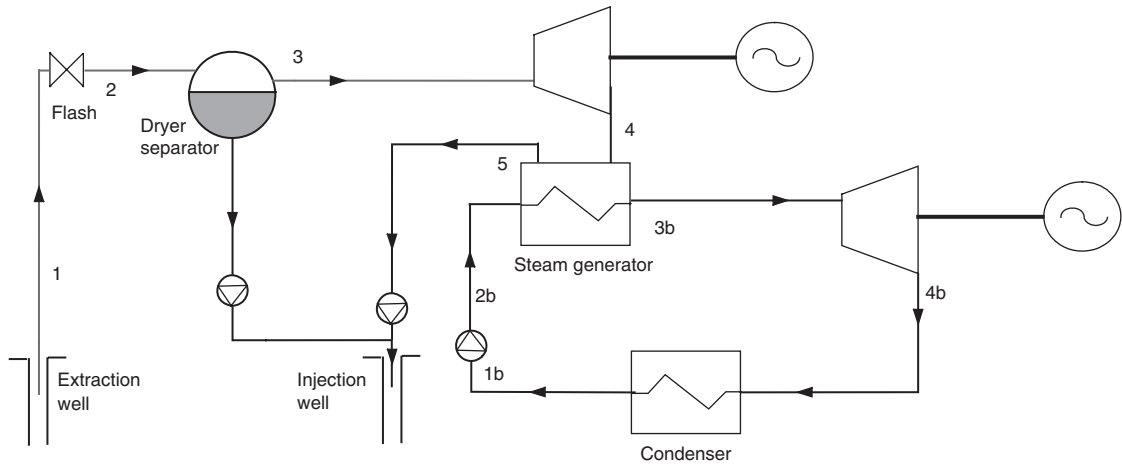 3
2
Flash
Dryer
separator
4
5
3b
Steam generator
1
2b
4b
1b
Extraction
well
Injection
well
Condenser